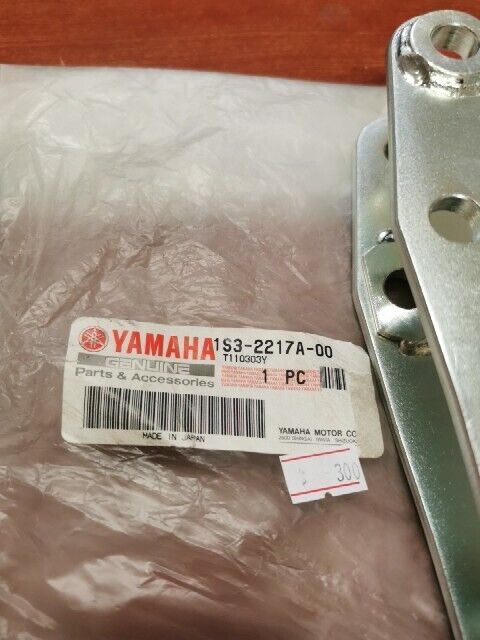 YAMAHA 1S3-2217A-00
GENUINE T110303Y
Parts & Accessories 1 PC
MADE IN JAPAN YAMAHA MOTOR CO
300